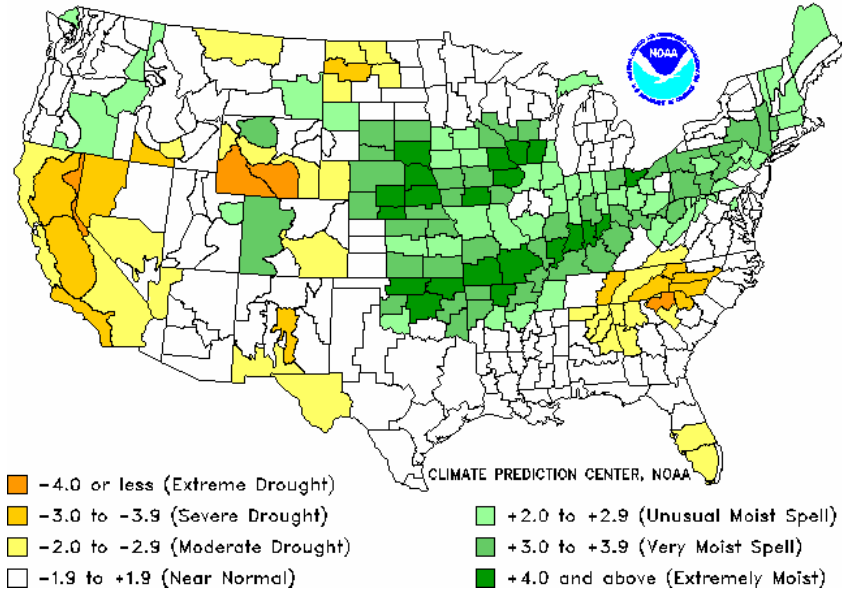 NOAA
CLIMATE PREDICTION CENTER, NOAA
-4.0 or less (Extreme Drought)
-3.0 to -3.9 (Severe Drought)
-2.0 to -2.9 (Moderate Drought)
-1.9 to +1.9 (Near Normal)
+2.0 to +2.9 (Unusual Moist Spell)
+3.0 to +3.9 (Very Moist Spell)
+4.0 and above (Extremely Moist)